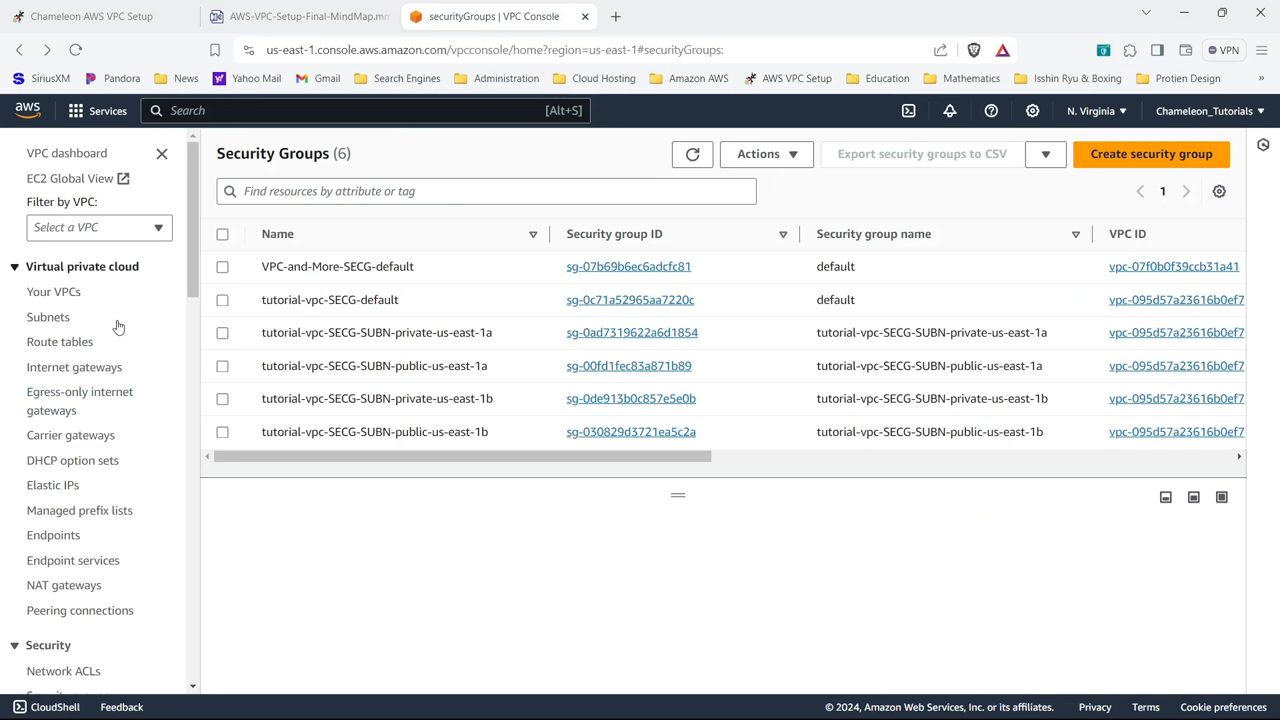 Chameleon AWS VPC Setup
AWS-VPC-Setup-Final-MindMap.mm
securityGroups | VPC Console
us-east-1.console.aws.amazon.com/vpcconsole/home?region=us-east-1#securityGroups:
VPN
SiriusXM
Pandora
News
Yahoo Mail
Gmail
Search Engines
Administration
Cloud Hosting
Amazon AWS
AWS VPC Setup
Education
Mathematics
Isshin Ryu & Boxing
Protien Design
»
aws
Services
Search
[Alt+S]
N. Virginia
Chameleon_Tutorials
VPC dashboard
EC2 Global View
Filter by VPC:
Select a VPC
Virtual private cloud
Your VPCs
Subnets
Route tables
Internet gateways
Egress-only internet
gateways
Carrier gateways
DHCP option sets
Elastic IPs
Managed prefix lists
Endpoints
Endpoint services
NAT gateways
Peering connections
Security
Network ACLs
Security Groups (6)
Actions
Export security groups to CSV
Create security group
Find resources by attribute or tag
1
Name Security group ID Security group name VPC ID
VPC-and-More-SECG-default sg-07b69b6ec6adcfc81 default vpc-07f0b0f39ccb31a41
tutorial-vpc-SECG-default sg-0c71a52965aa7220c default vpc-095d57a23616b0ef7
tutorial-vpc-SECG-SUBN-private-us-east-1a sg-0ad7319622a6d1854 tutorial-vpc-SECG-SUBN-private-us-east-1a vpc-095d57a23616b0ef7
tutorial-vpc-SECG-SUBN-public-us-east-1a sg-00fd1fec83a871b89 tutorial-vpc-SECG-SUBN-public-us-east-1a vpc-095d57a23616b0ef7
tutorial-vpc-SECG-SUBN-private-us-east-1b sg-0de913b0c857e5e0b tutorial-vpc-SECG-SUBN-private-us-east-1b vpc-095d57a23616b0ef7
tutorial-vpc-SECG-SUBN-public-us-east-1b sg-030829d3721ea5c2a tutorial-vpc-SECG-SUBN-public-us-east-1b vpc-095d57a23616b0ef7
CloudShell
Feedback
© 2024, Amazon Web Services, Inc. or its affiliates.
Privacy
Terms
Cookie preferences